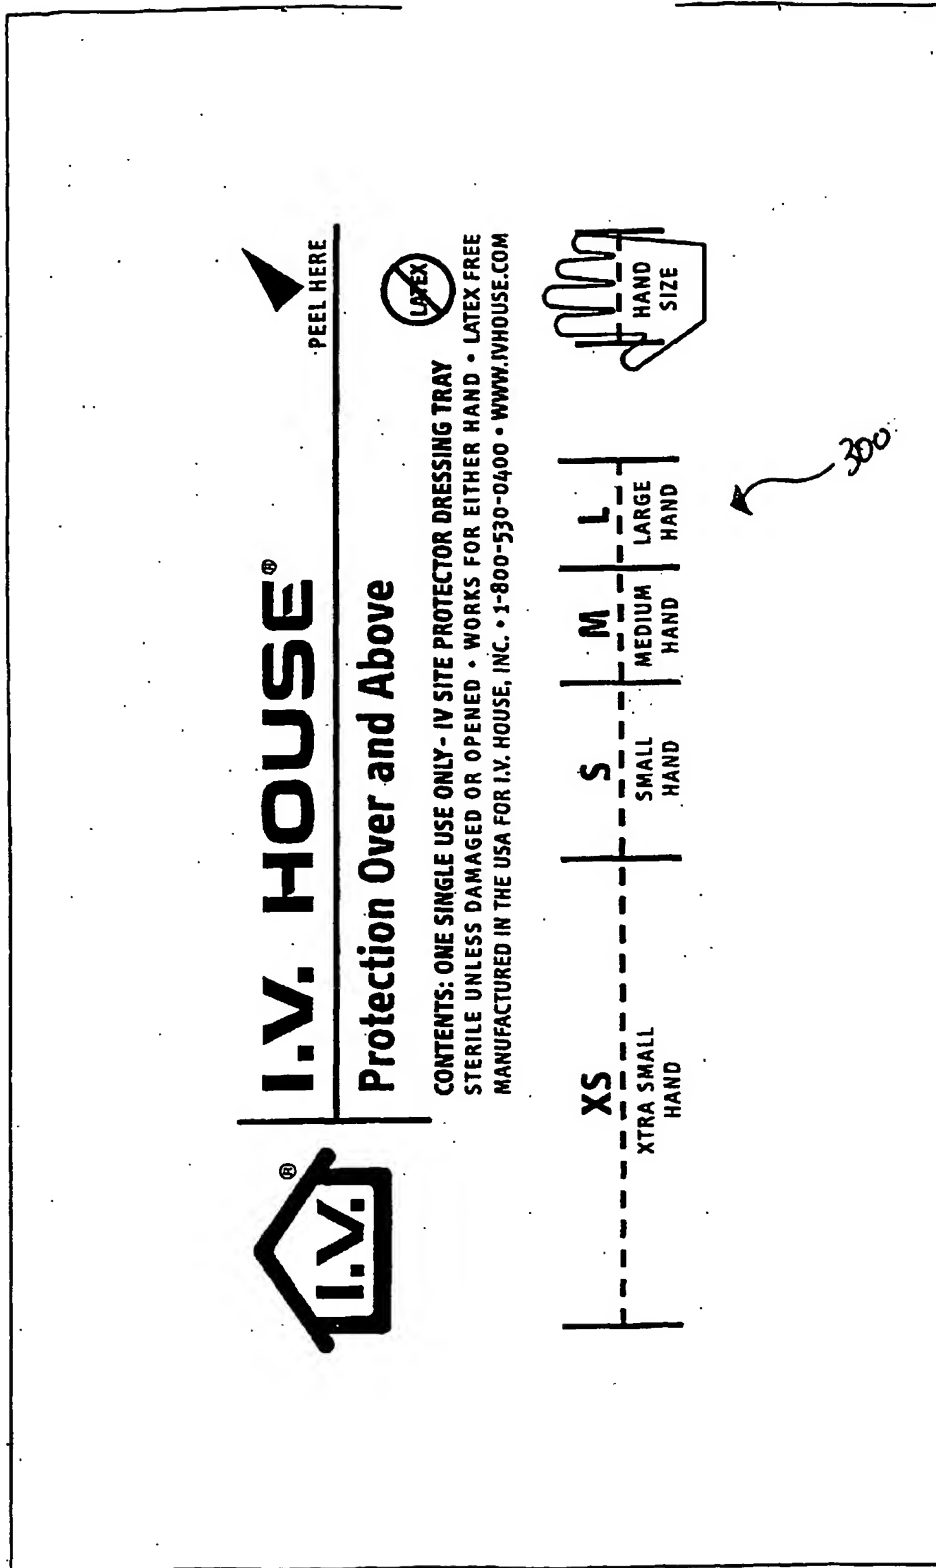 I.V.®
I.V. HOUSE®
PEEL HERE
Protection Over and Above
LATEX
CONTENTS: ONE SINGLE USE ONLY- IV SITE PROTECTOR DRESSING TRAY
STERILE UNLESS DAMAGED OR OPENED • WORKS FOR EITHER HAND • LATEX FREE
MANUFACTURED IN THE USA FOR I.V. HOUSE, INC. • 1-800-530-0400 • WWW.IVHOUSE.COM
XS S M L
XTRA SMALL HAND
SMALL HAND
MEDIUM HAND
LARGE HAND
HAND SIZE
300